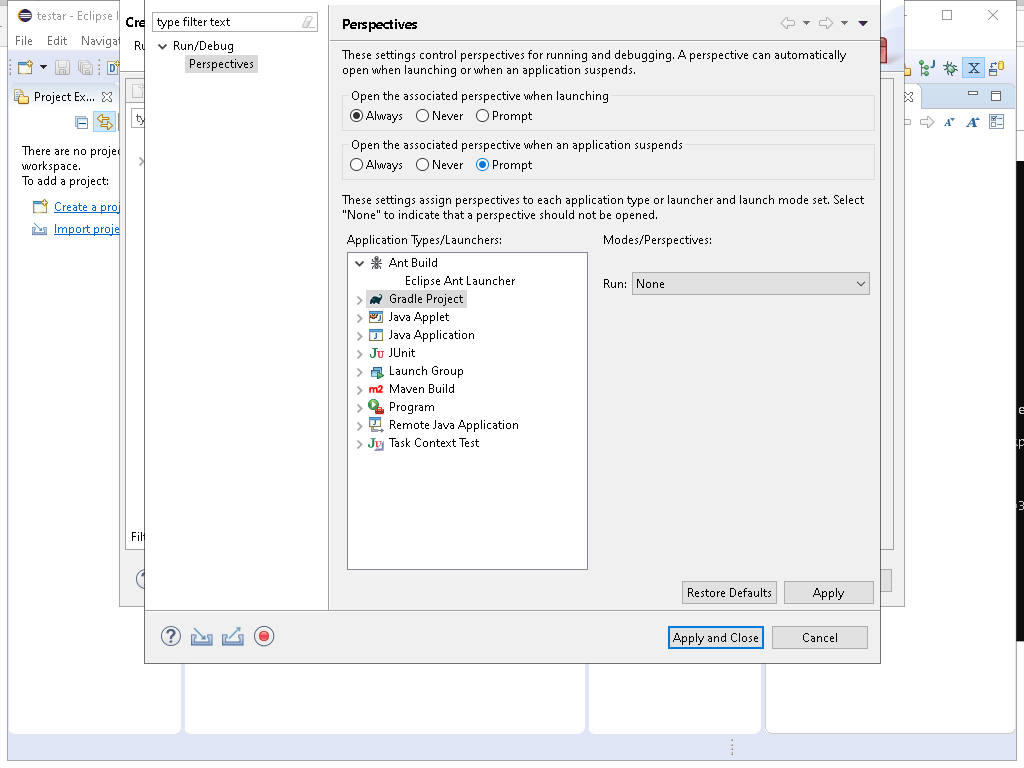 testar - Eclipse I
File Edit Navigat
Cre
Ru
type filter text
Run/Debug
Perspectives
Perspectives
These settings control perspectives for running and debugging. A perspective can automatically
open when launching or when an application suspends.
Open the associated perspective when launching
Always Never Prompt
Open the associated perspective when an application suspends
Always Never Prompt
These settings assign perspectives to each application type or launcher and launch mode set. Select
"None" to indicate that a perspective should not be opened.
Application Types/Launchers:
Modes/Perspectives:
Ant Build
Eclipse Ant Launcher
Run: None
Gradle Project
Java Applet
Java Application
JUnit
Launch Group
m2 Maven Build
Program
Remote Java Application
Task Context Test
Restore Defaults
Apply
Apply and Close
Cancel
Project Ex...
There are no projec
workspace.
To add a project:
Create a proj
Import proje
ty
Filt